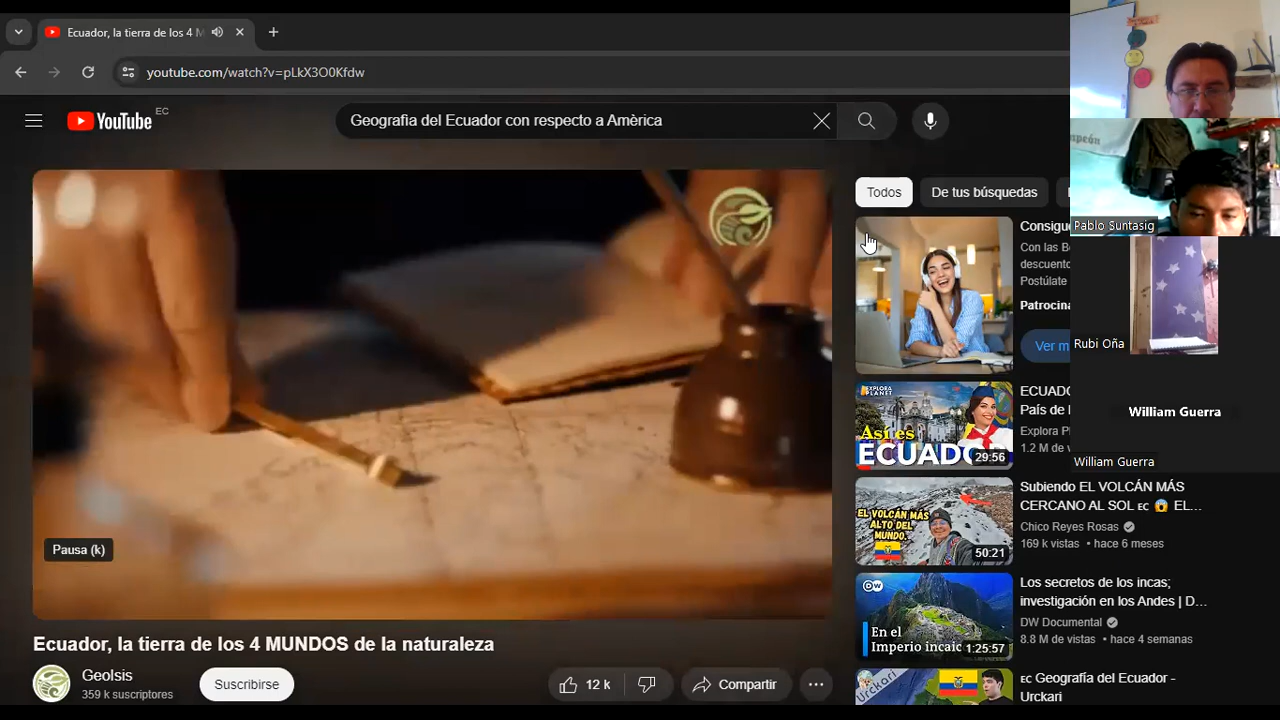 Ecuador, la tierra de los 4 M
youtube.com/watch?v=pLkX3O0Kfdw
YouTube EC
Geografia del Ecuador con respecto a Amèrica
Todos
De tus búsquedas
Pausa (k)
Ecuador, la tierra de los 4 MUNDOS de la naturaleza
Geolsis
359 k suscriptores
Suscribirse
12 k
Compartir
Consigue
Con las Be
descuento
Postúlate
Patrocina
Ver m
EXPLORA PLANET
Así es
ECUADO
29:56
ECUADO
País de
Explora P
1.2 M de v
EL VOLCÁN MÁS
ALTO DEL
MUNDO.
50:21
Subiendo EL VOLCÁN MÁS
CERCANO AL SOL EC 😱 EL...
Chico Reyes Rosas
169 k vistas • hace 6 meses
DW
En el
Imperio incaic
1:25:57
Los secretos de los incas;
investigación en los Andes | D...
DW Documental
8.8 M de vistas • hace 4 semanas
Urckari
EC Geografía del Ecuador -
Urckari
Pablo Suntasig
Rubi Oña
William Guerra
William Guerra